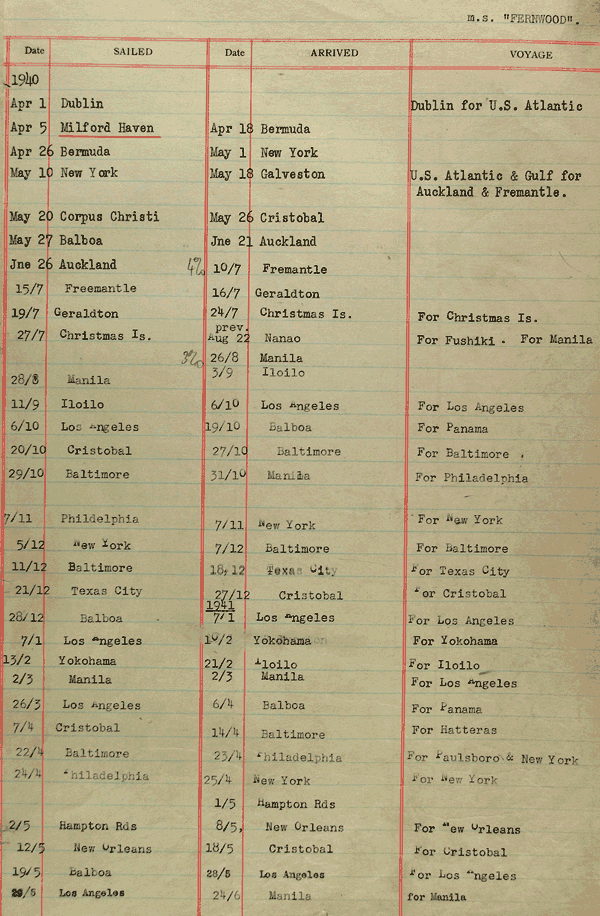 m.s. "FERNWOOD".
Date SAILED Date ARRIVED VOYAGE
1940
Apr 1 Dublin Dublin for U.S. Atlantic
Apr 5 Milford Haven Apr 18 Bermuda
Apr 26 Bermuda May 1 New York
May 10 New York May 18 Galveston U.S. Atlantic & Gulf for
Auckland & Fremantle.
May 20 Corpus Christi May 26 Cristobal
May 27 Balboa Jne 21 Auckland
Jne 26 Auckland 4% 10/7 Fremantle
15/7 Freemantle 16/7 Geraldton
19/7 Geraldton 24/7 Christmas Is. For Christmas Is.
prev.
27/7 Christmas Is. Aug 22 Nanao For Fushiki . For Manila
3% 26/8 Manila
3/9 Iloilo
28/8 Manila
11/9 Iloilo 6/10 Los Angeles For Los Angeles
6/10 Los Angeles 19/10 Balboa For Panama
20/10 Cristobal 27/10 Baltimore For Baltimore .
29/10 Baltimore 31/10 Manila For Philadelphia
7/11 Phildelphia 7/11 New York For New York
5/12 New York 7/12 Baltimore For Baltimore
11/12 Baltimore 18/12 Texas City For Texas City
21/12 Texas City 27/12 Cristobal For Cristobal
1941
28/12 Balboa 7/1 Los Angeles For Los Angeles
7/1 Los Angeles 10/2 Yokohama For Yokohama
13/2 Yokohama 21/2 Iloilo For Iloilo
2/3 Manila 2/3 Manila For Los Angeles
26/3 Los Angeles 6/4 Balboa For Panama
7/4 Cristobal 14/4 Baltimore For Hatteras
22/4 Baltimore 23/4 Philadelphia For Paulsboro & New York
24/4 Philadelphia 25/4 New York For New York
1/5 Hampton Rds
2/5 Hampton Rds 8/5, New Orleans For New Orleans
12/5 New Orleans 18/5 Cristobal For Cristobal
19/5 Balboa 28/5 Los Angeles For Los Angeles
29/5 Los Angeles 24/6 Manila for Manila